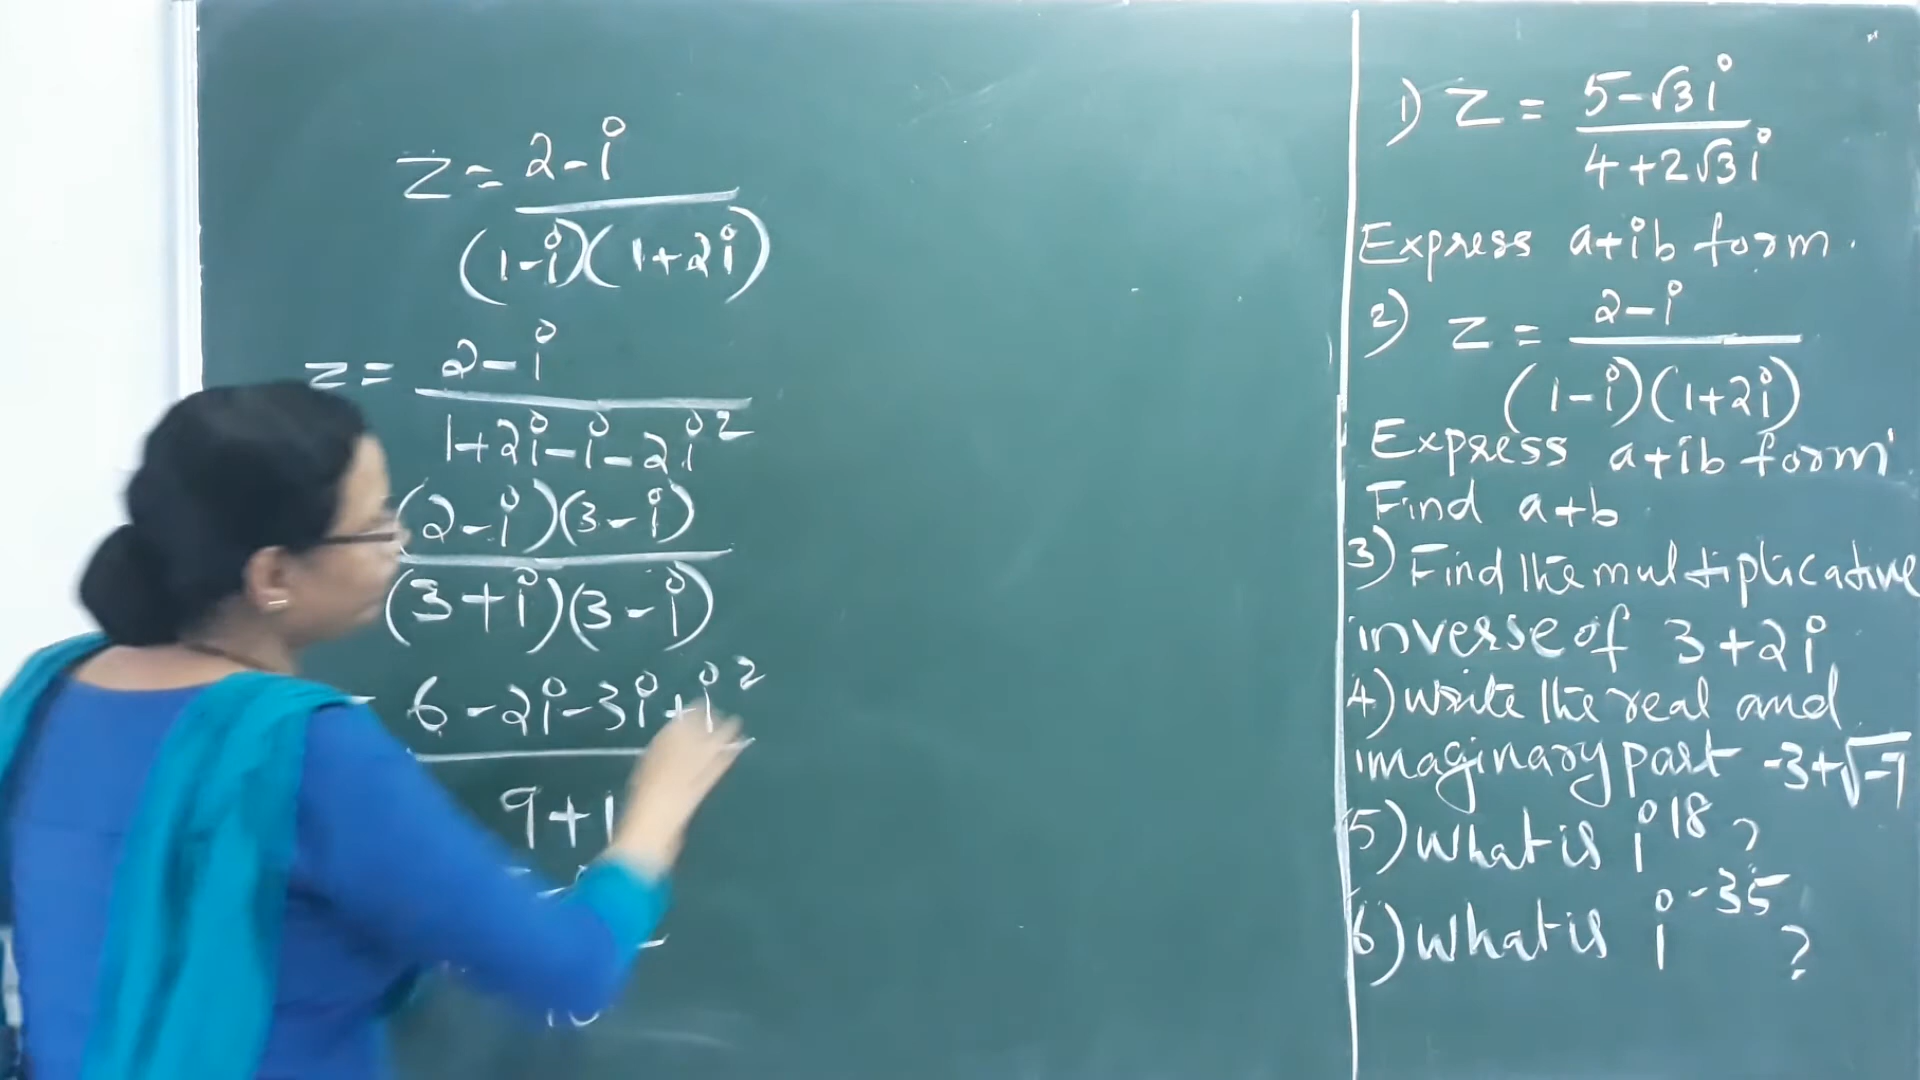 z = 2-i
(1-i)(1+2i)
z = 2-i
1+2i-i-2i²
(2-i)(3-i)
(3+i)(3-i)
6-2i-3i+i²
9+1
1) Z = 5-√3i
4+2√3i
Express a+ib form.
2) Z = 2-i
(1-i)(1+2i)
Express a+ib form
Find a+b
3) Find the multiplicative
inverse of 3+2i
4) write the real and
imaginary part -3+√-7
5) what is i¹⁸?
6) what is i⁻³⁵?